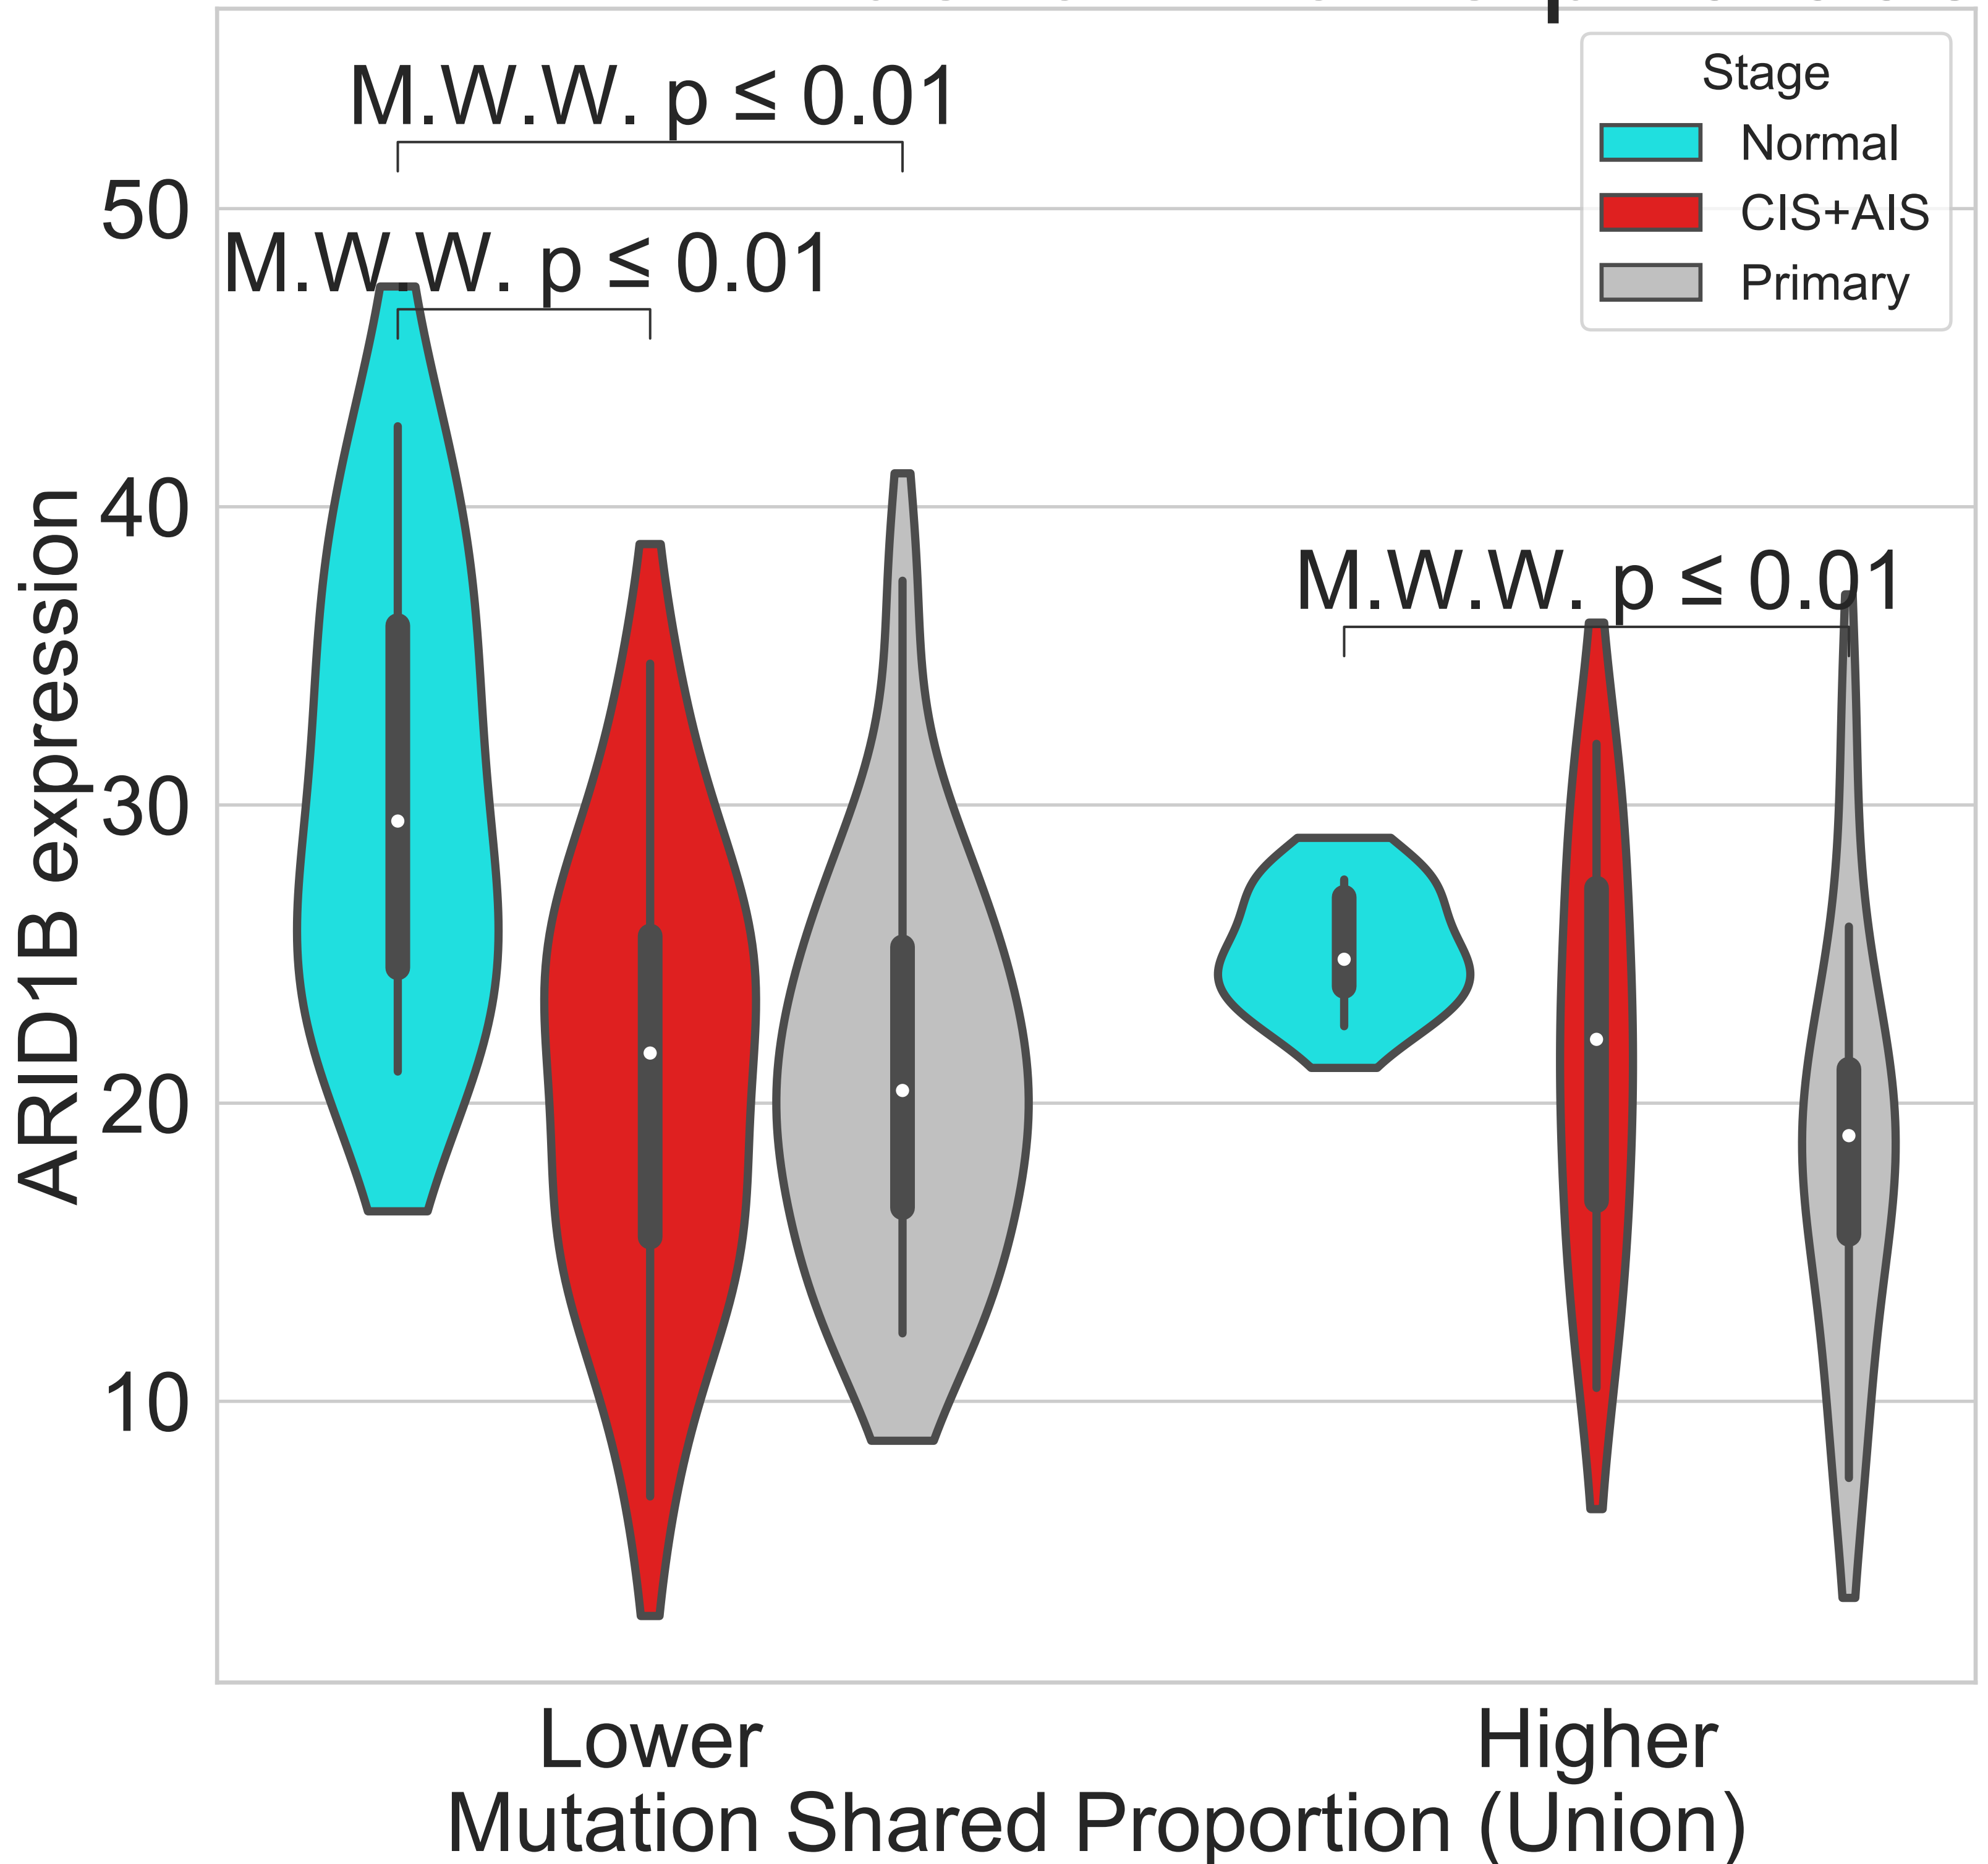 M.W.W. p ≤ 0.01
Stage
Normal
CIS+AIS
Primary
50
M.W.W. p ≤ 0.01
40
M.W.W. p ≤ 0.01
30
20
10
ARID1B expression
Lower
Higher
Mutation Shared Proportion (Union)